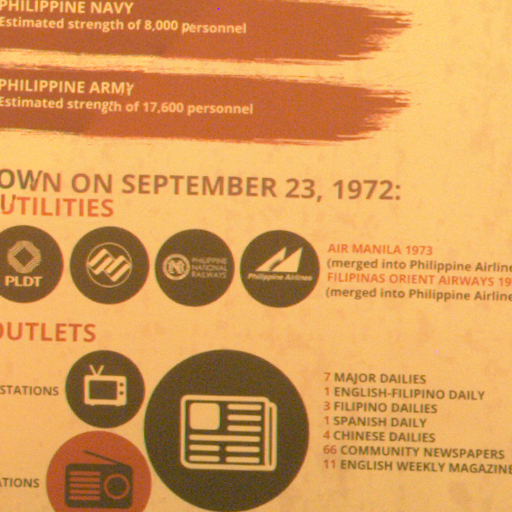 PHILIPPINE NAVY
Estimated strength of 8,000 personnel
PHILIPPINE ARMY
Estimated strength of 17,600 personnel
OWN ON SEPTEMBER 23, 1972:
UTILITIES
PLDT
PHILIPPINE
NATIONAL
RAILWAYS
Philippine Airlines
AIR MANILA 1973
(merged into Philippine Airline
FILIPINAS ORIENT AIRWAYS 19
(merged into Philippine Airline
OUTLETS
STATIONS
7 MAJOR DAILIES
1 ENGLISH-FILIPINO DAILY
3 FILIPINO DAILIES
1 SPANISH DAILY
4 CHINESE DAILIES
66 COMMUNITY NEWSPAPERS
11 ENGLISH WEEKLY MAGAZINE
ATIONS